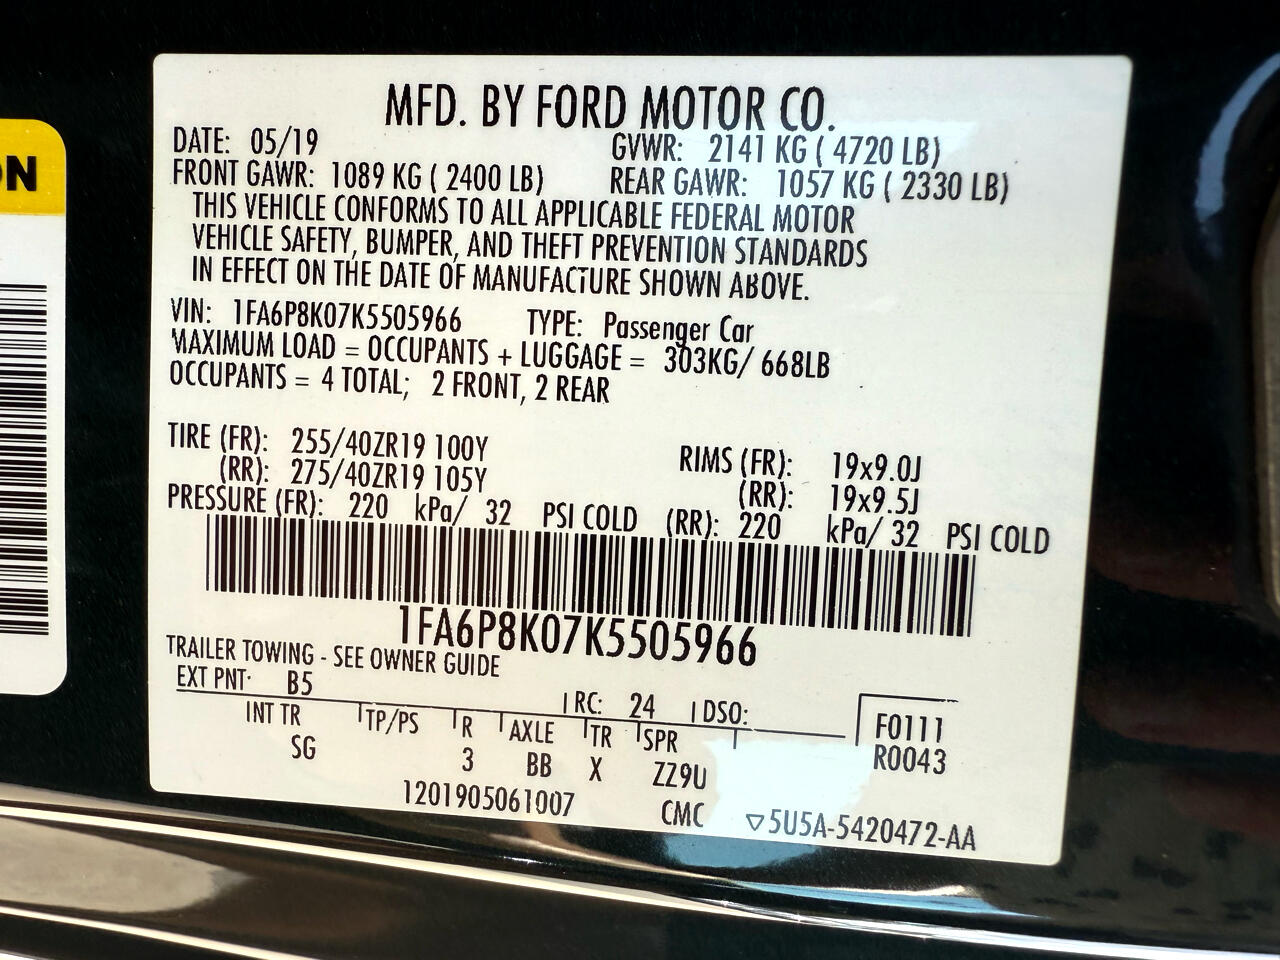 ON
MFD. BY FORD MOTOR CO.
DATE: 05/19 GVWR: 2141 KG ( 4720 LB)
FRONT GAWR: 1089 KG ( 2400 LB) REAR GAWR: 1057 KG ( 2330 LB)
THIS VEHICLE CONFORMS TO ALL APPLICABLE FEDERAL MOTOR
VEHICLE SAFETY, BUMPER, AND THEFT PREVENTION STANDARDS
IN EFFECT ON THE DATE OF MANUFACTURE SHOWN ABOVE.
VIN: 1FA6P8K07K5505966 TYPE: Passenger Car
MAXIMUM LOAD = OCCUPANTS + LUGGAGE = 303KG/ 668LB
OCCUPANTS = 4 TOTAL; 2 FRONT, 2 REAR
TIRE (FR): 255/40ZR19 100Y RIMS (FR): 19x9.0J
(RR): 275/40ZR19 105Y (RR): 19x9.5J
PRESSURE (FR): 220 kPa/ 32 PSI COLD (RR): 220 kPa/ 32 PSI COLD
1FA6P8K07K5505966
TRAILER TOWING - SEE OWNER GUIDE
EXT PNT: B5 RC: 24 DSO:
INT TR TP/PS R AXLE TR SPR F0111
SG 3 BB X ZZ9U R0043
1201905061007 CMC ▽5U5A-5420472-AA